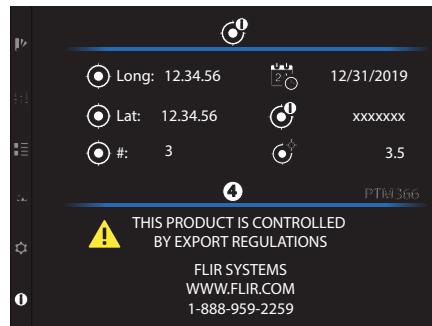 Long: 12.34.56 12/31/2019
Lat: 12.34.56 xxxxxxx
#: 3 3.5
4
PTM366
THIS PRODUCT IS CONTROLLED
BY EXPORT REGULATIONS
FLIR SYSTEMS
WWW.FLIR.COM
1-888-959-2259